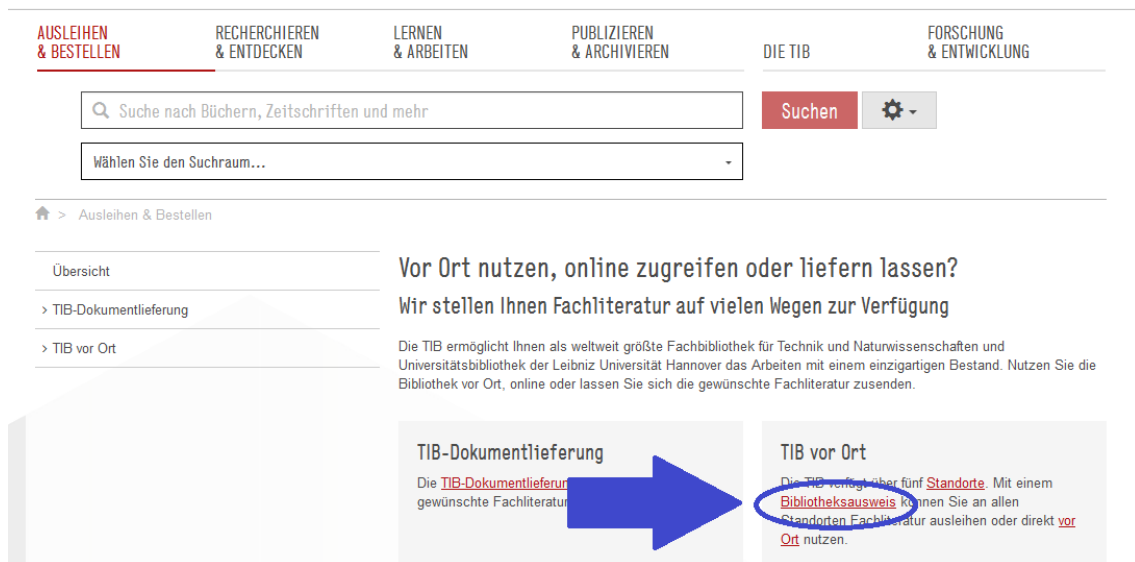 AUSLEIHEN
& BESTELLEN
RECHERCHIEREN
& ENTDECKEN
LERNEN
& ARBEITEN
PUBLIZIEREN
& ARCHIVIEREN
DIE TIB
FORSCHUNG
& ENTWICKLUNG
Suche nach Büchern, Zeitschriften und mehr
Suchen
Wählen Sie den Suchraum...
> Ausleihen & Bestellen
Übersicht
> TIB-Dokumentlieferung
> TIB vor Ort
Vor Ort nutzen, online zugreifen oder liefern lassen?
Wir stellen Ihnen Fachliteratur auf vielen Wegen zur Verfügung
Die TIB ermöglicht Ihnen als weltweit größte Fachbibliothek für Technik und Naturwissenschaften und
Universitätsbibliothek der Leibniz Universität Hannover das Arbeiten mit einem einzigartigen Bestand. Nutzen Sie die
Bibliothek vor Ort, online oder lassen Sie sich die gewünschte Fachliteratur zusenden.
TIB-Dokumentlieferung
Die TIB-Dokumentlieferun
gewünschte Fachliteratur
TIB vor Ort
Die TIB verfügt über fünf Standorte. Mit einem
Bibliotheksausweis können Sie an allen
Standorten Fachliteratur ausleihen oder direkt vor
Ort nutzen.